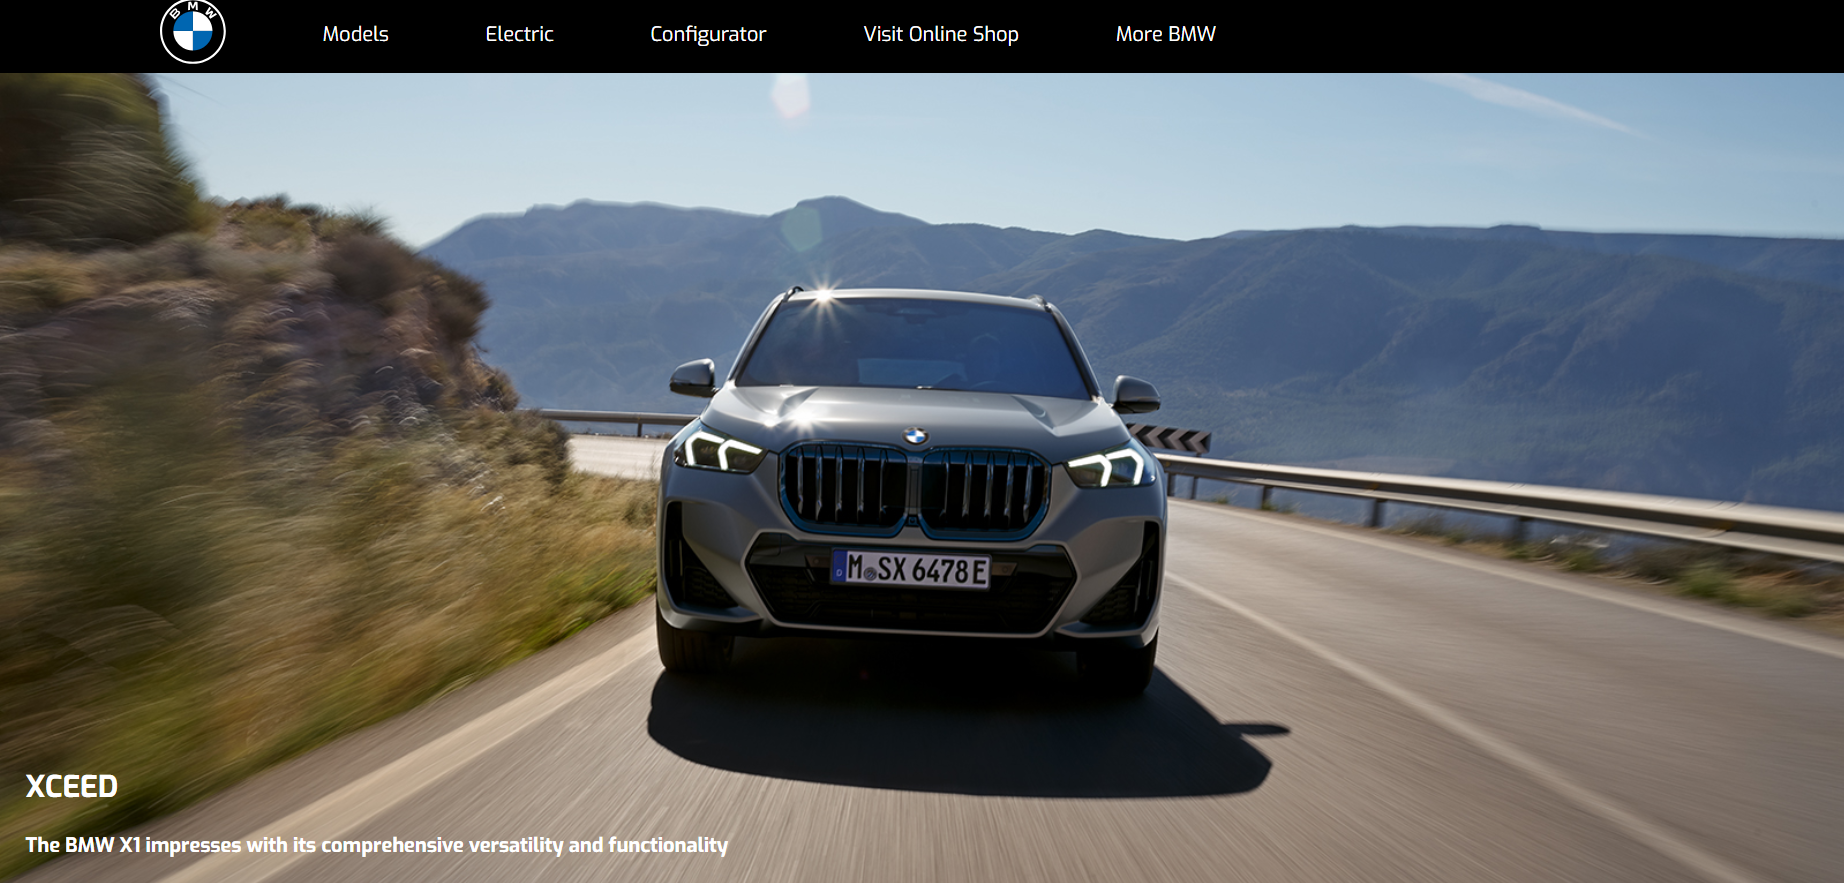 BMW
Models
Electric
Configurator
Visit Online Shop
More BMW
M SX 6478 E
XCEED
The BMW X1 impresses with its comprehensive versatility and functionality